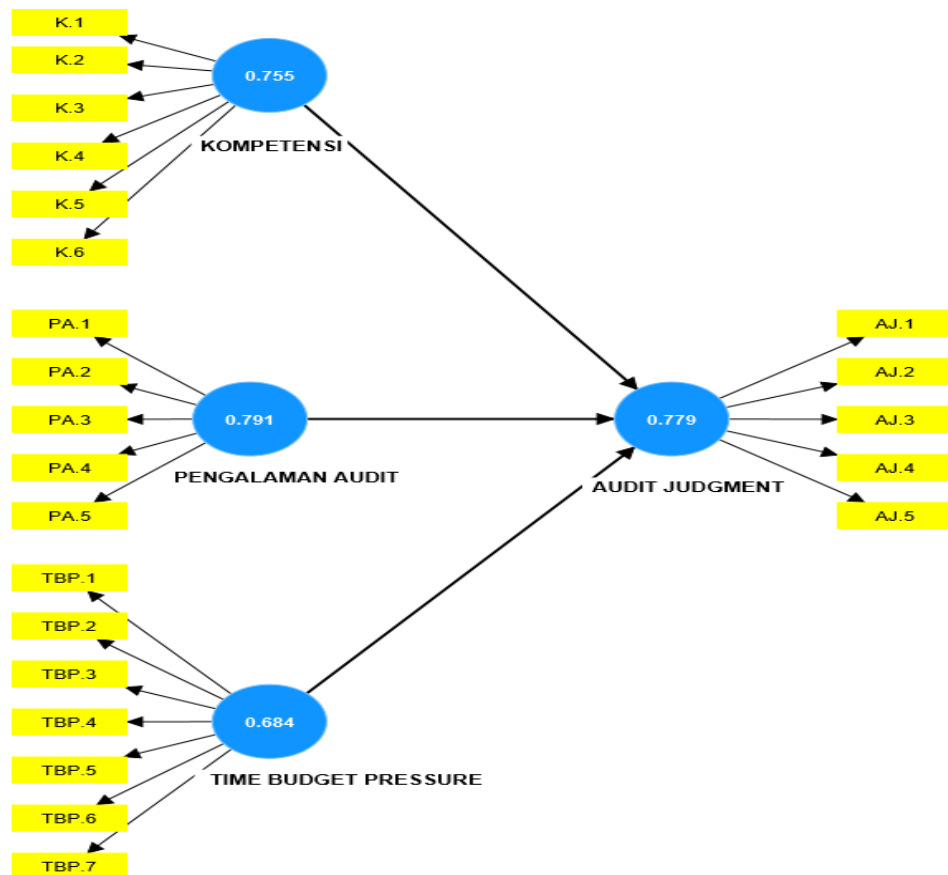 K.1
K.2
K.3
K.4
K.5
K.6
0.755
KOMPETENSI
PA.1
PA.2
PA.3
PA.4
PA.5
0.791
PENGALAMAN AUDIT
TBP.1
TBP.2
TBP.3
TBP.4
TBP.5
TBP.6
TBP.7
0.684
TIME BUDGET PRESSURE
0.779
AUDIT JUDGMENT
AJ.1
AJ.2
AJ.3
AJ.4
AJ.5